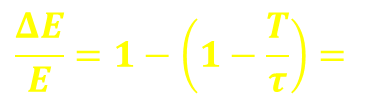 ΔE/E = 1 − (1 − T/τ) =